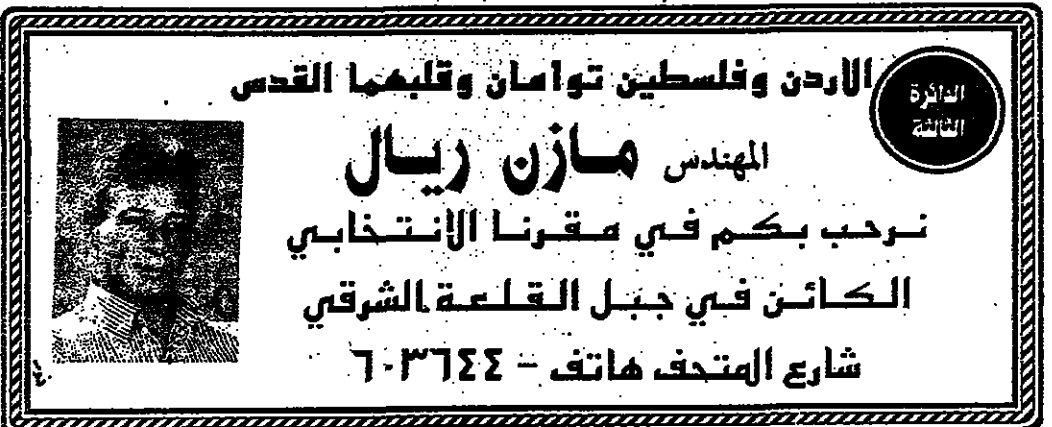 الدائرة
الثالثة
الاردن وفلسطين توأمان وقلبهما القدس
المهندس مازن ريال
نرحب بكم في مقرنا الانتخابي
الكائن في جبل القلعة الشرقي
شارع المتحف هاتف - ٦٠٣٦٤٤